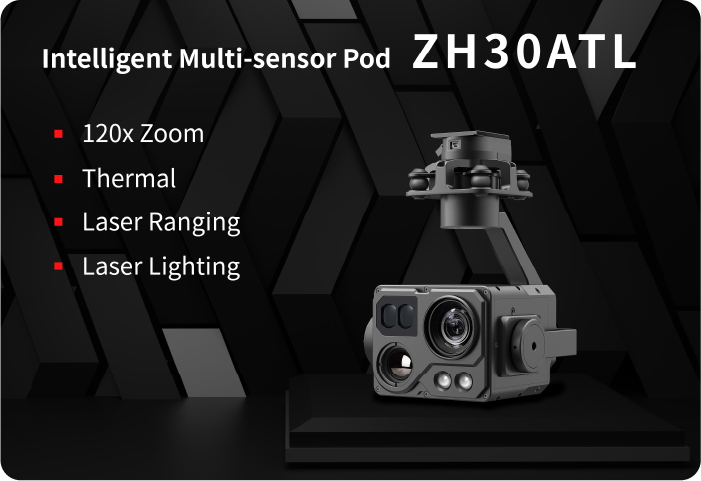 Intelligent Multi-sensor Pod ZH30ATL
120x Zoom
Thermal
Laser Ranging
Laser Lighting